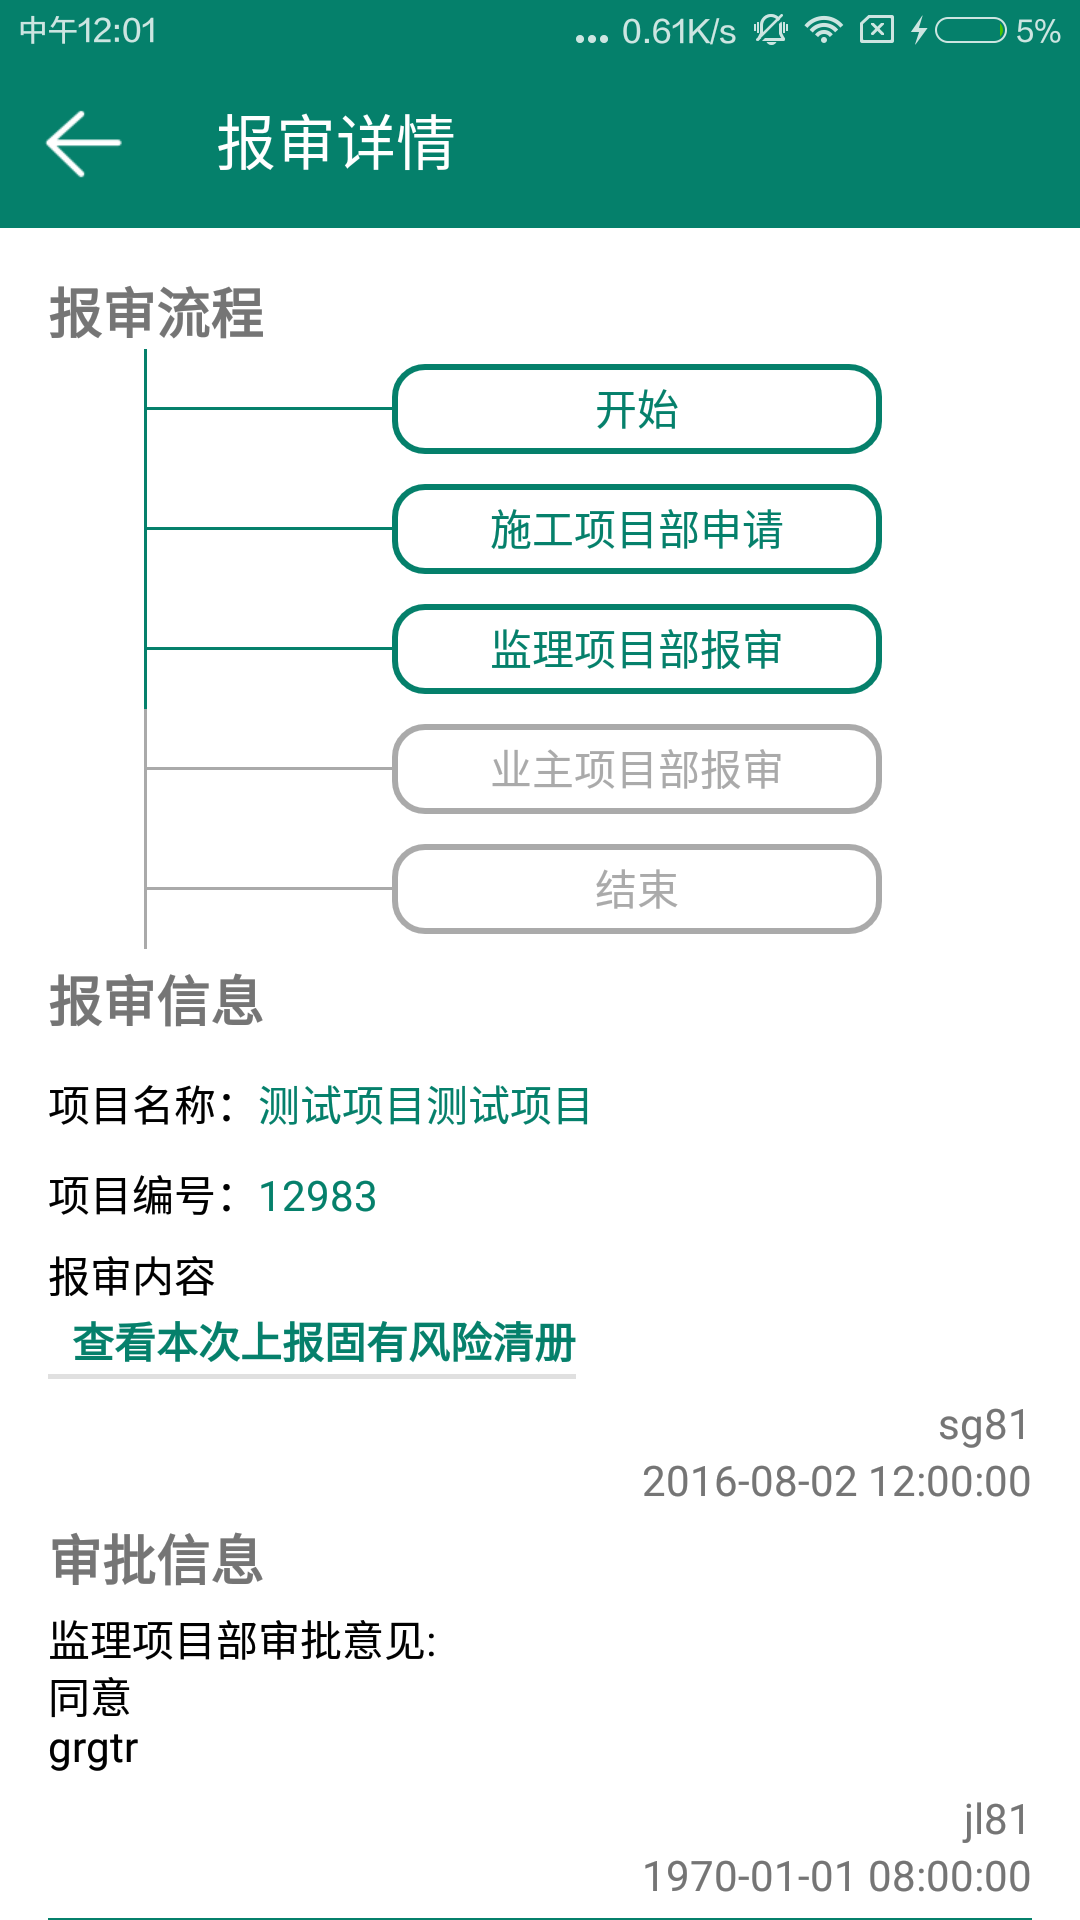 中午12:01 ... 0.61K/s 5%
报审详情
报审流程
开始
施工项目部申请
监理项目部报审
业主项目部报审
结束
报审信息
项目名称：测试项目测试项目
项目编号：12983
报审内容
查看本次上报固有风险清册
sg81
2016-08-02 12:00:00
审批信息
监理项目部审批意见:
同意
grgtr
jl81
1970-01-01 08:00:00